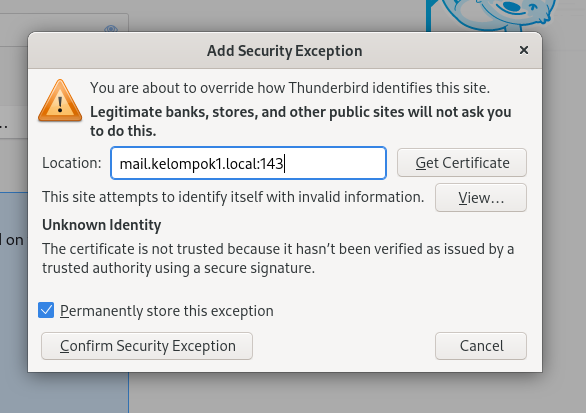 Add Security Exception
You are about to override how Thunderbird identifies this site.
Legitimate banks, stores, and other public sites will not ask you
to do this.
Location: mail.kelompok1.local:143 Get Certificate
This site attempts to identify itself with invalid information. View...
Unknown Identity
The certificate is not trusted because it hasn't been verified as issued by a
trusted authority using a secure signature.
d on
Permanently store this exception
Confirm Security Exception Cancel